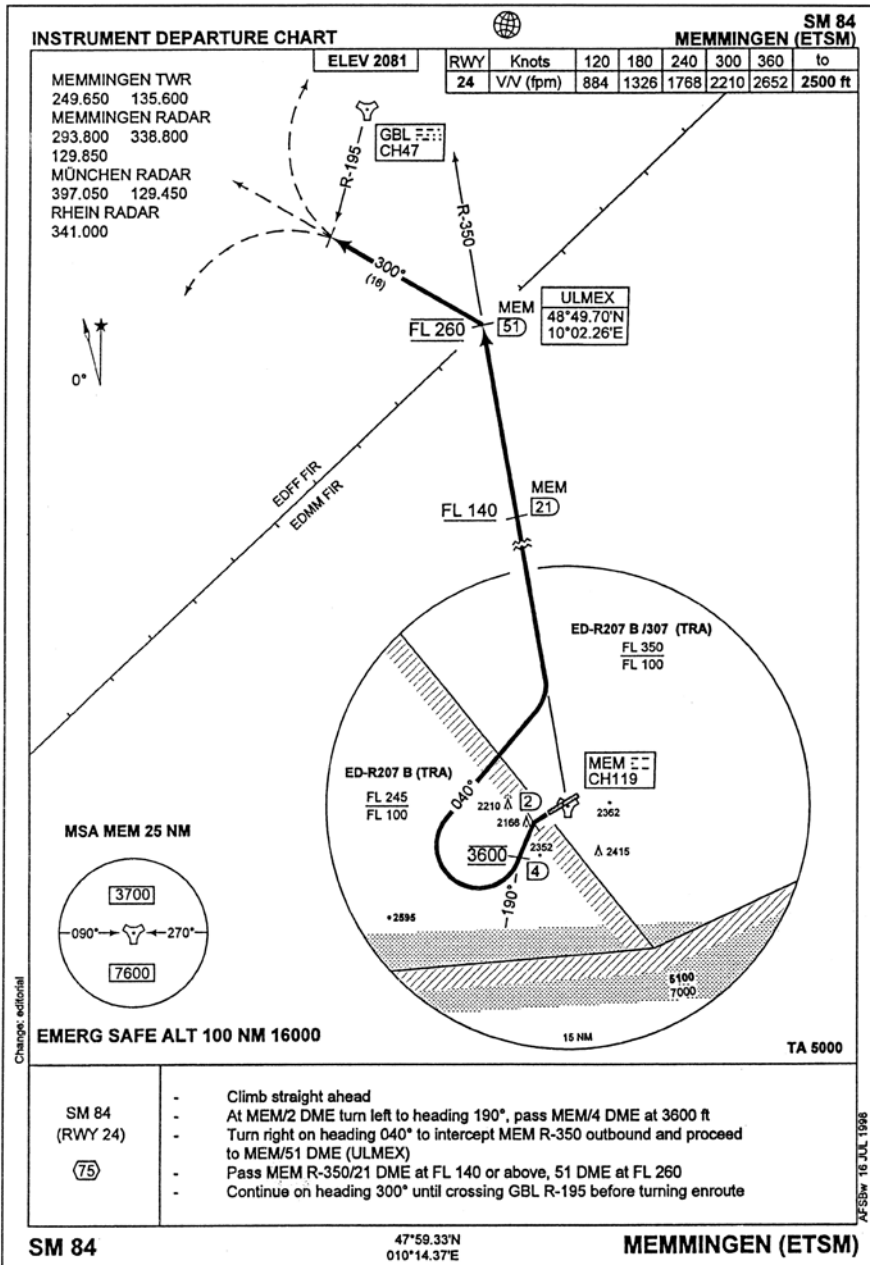 SM 84
INSTRUMENT DEPARTURE CHART
MEMMINGEN (ETSM)
ELEV 2081
RWY Knots 120 180 240 300 360 to
24 V/V (fpm) 884 1326 1768 2210 2652 2500 ft
MEMMINGEN TWR
249.650 135.600
MEMMINGEN RADAR
293.800 338.800
129.850
MÜNCHEN RADAR
397.050 129.450
RHEIN RADAR
341.000
GBL
CH47
R-195
R-350
300°
(16)
MEM
51
ULMEX
48°49.70'N
10°02.26'E
FL 260
0°
EDFF FIR
EDMM FIR
MEM
21
FL 140
ED-R207 B /307 (TRA)
FL 350
FL 100
ED-R207 B (TRA)
FL 245
FL 100
040°
MEM
CH119
2210
2
2168
2362
3600
2352
4
2415
190°
2595
5100
7000
15 NM
MSA MEM 25 NM
3700
090°
270°
7600
EMERG SAFE ALT 100 NM 16000
TA 5000
Change: editorial
SM 84
(RWY 24)
75
- Climb straight ahead
- At MEM/2 DME turn left to heading 190°, pass MEM/4 DME at 3600 ft
- Turn right on heading 040° to intercept MEM R-350 outbound and proceed
to MEM/51 DME (ULMEX)
- Pass MEM R-350/21 DME at FL 140 or above, 51 DME at FL 260
- Continue on heading 300° until crossing GBL R-195 before turning enroute
AFSBw 16 JUL 1998
SM 84
47°59.33'N
010°14.37'E
MEMMINGEN (ETSM)